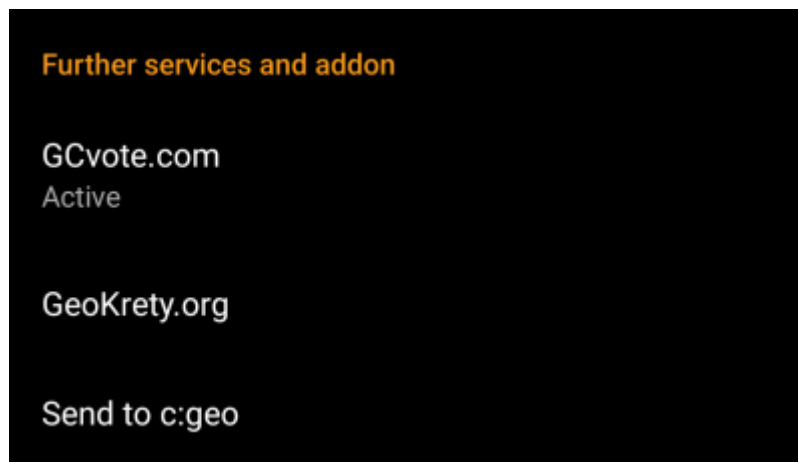 Further services and addon
GCvote.com
Active
GeoKrety.org
Send to c:geo